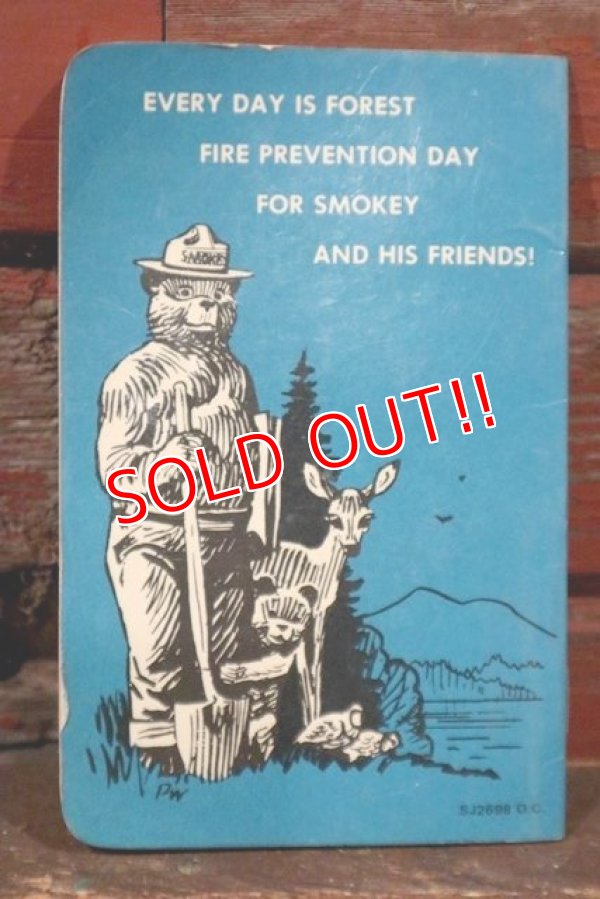 EVERY DAY IS FOREST
FIRE PREVENTION DAY
FOR SMOKEY
AND HIS FRIENDS!
SMOKEY
SOLD OUT!!
PW
SJ2698 O.C.